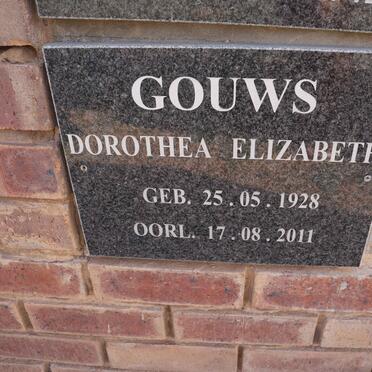 GOUWS
DOROTHEA ELIZABETH
GEB. 25.05.1928
OORL. 17.08.2011